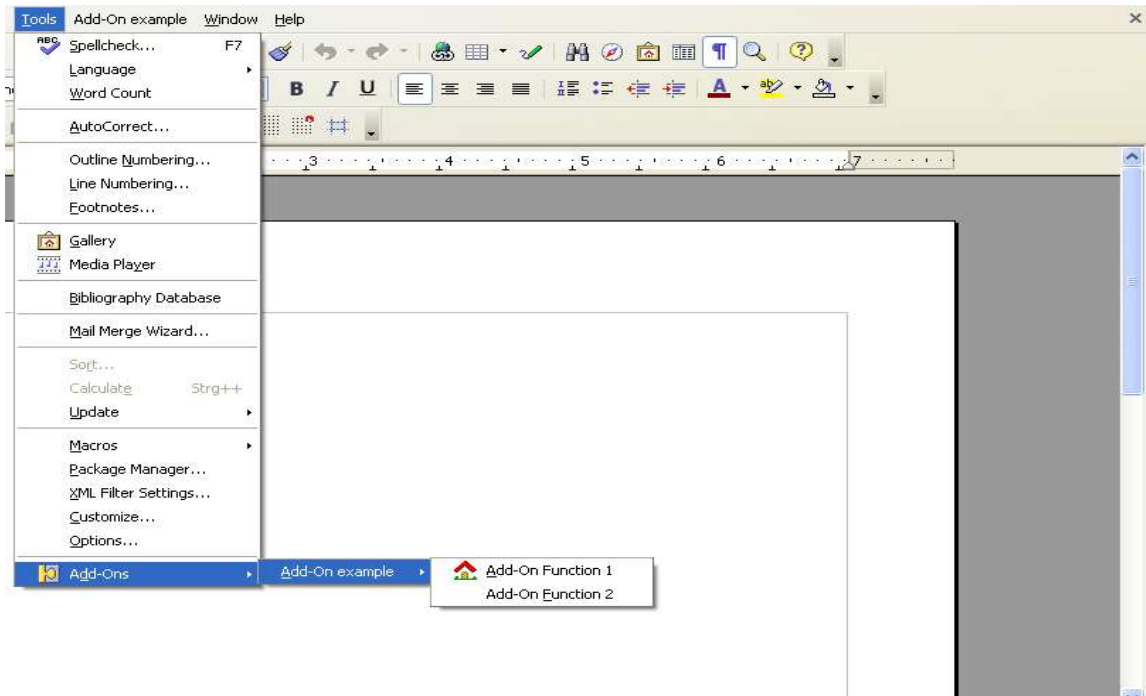 Tools Add-On example Window Help
ABC Spellcheck... F7
Language
Word Count
B I U A ab
AutoCorrect...
Outline Numbering...
3 4 5 6 7
Line Numbering...
Footnotes...
Gallery
Media Player
Bibliography Database
Mail Merge Wizard...
Sort...
Calculate Strg++
Update
Macros
Package Manager...
XML Filter Settings...
Customize...
Options...
Add-Ons Add-On example Add-On Function 1
Add-On Function 2